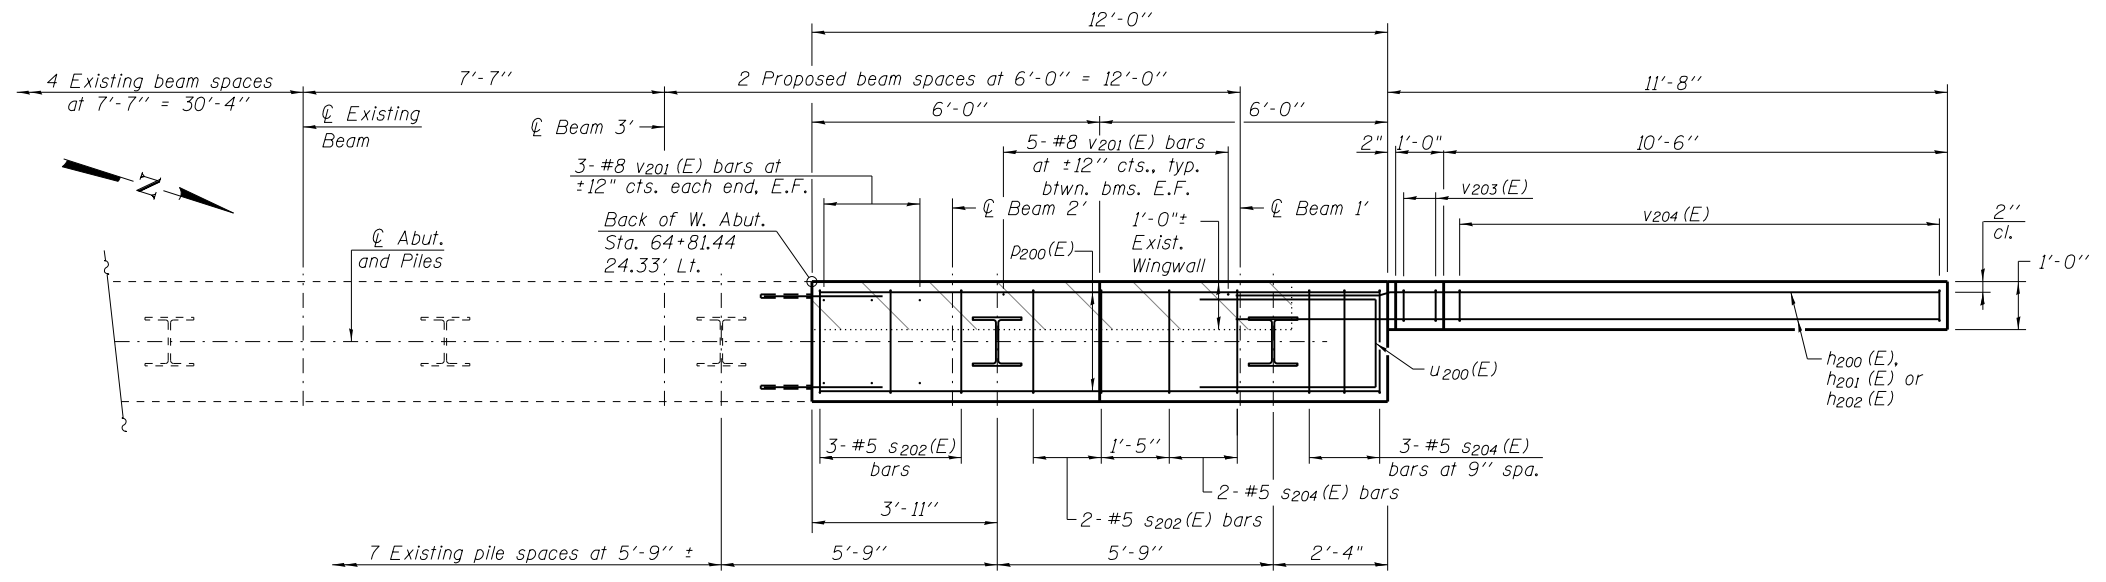 12'-0"
4 Existing beam spaces
at 7'-7" = 30'-4"
7'-7"
2 Proposed beam spaces at 6'-0" = 12'-0"
11'-8"
℄ Existing
Beam
℄ Beam 3'
6'-0"
6'-0"
5-#8 v201(E) bars
at ±12" cts., typ.
btwn. bms. E.F.
2"
1'-0"
10'-6"
3-#8 v201(E) bars at
±12" cts. each end, E.F.
v203(E)
N
℄ Beam 2'
℄ Beam 1'
v204(E)
Back of W. Abut.
Sta. 64+81.44
24.33' Lt.
1'-0"±
Exist.
Wingwall
2"
cl.
℄ Abut.
and Piles
p200(E)
1'-0"
u200(E)
h200(E),
h201(E) or
h202(E)
3-#5 s202(E)
bars
1'-5"
3-#5 s204(E)
bars at 9" spa.
2-#5 s204(E) bars
3'-11"
2-#5 s202(E) bars
7 Existing pile spaces at 5'-9" ±
5'-9"
5'-9"
2'-4"